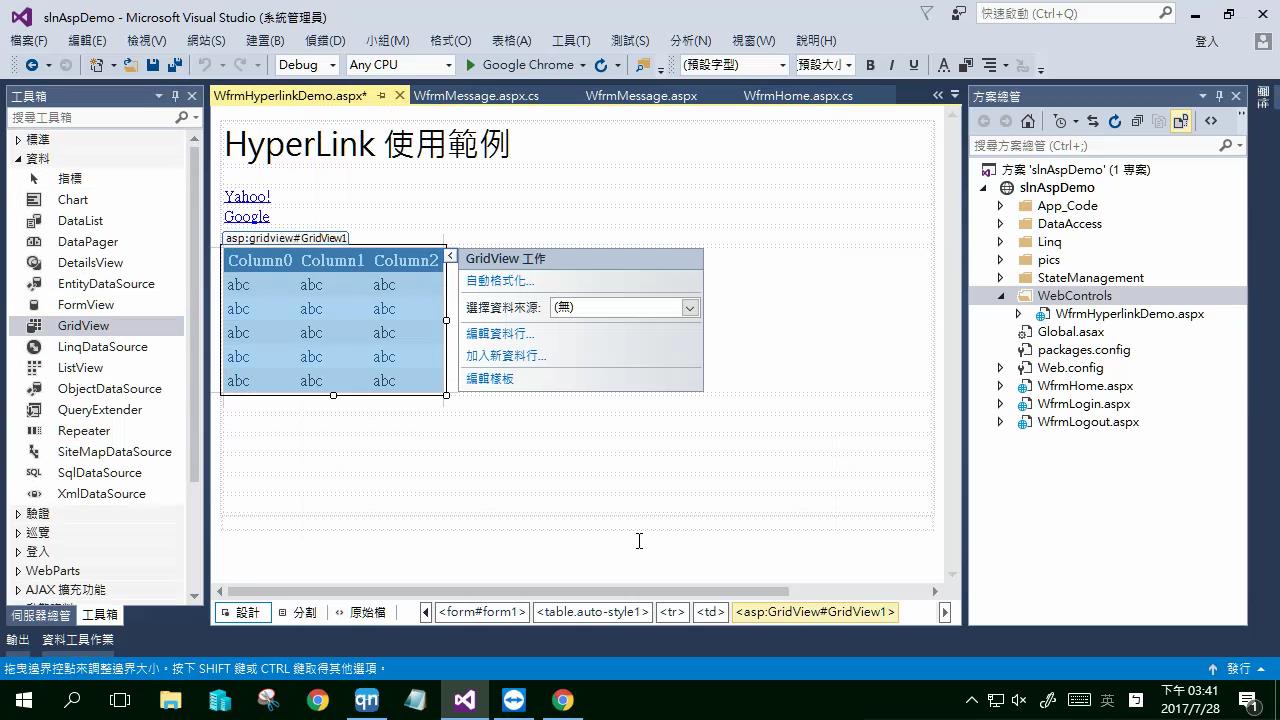 slnAspDemo - Microsoft Visual Studio (系統管理員)
快速啟動 (Ctrl+Q)
檔案(F) 編輯(E) 檢視(V) 網站(S) 建置(B) 偵錯(D) 小組(M) 格式(O) 表格(A) 工具(T) 測試(S) 分析(N) 視窗(W) 說明(H) 登入
Debug Any CPU Google Chrome (預設字型) 預設大小 B I U A
工具箱
搜尋工具箱
標準
資料
指標
Chart
DataList
DataPager
DetailsView
EntityDataSource
FormView
GridView
LinqDataSource
ListView
ObjectDataSource
QueryExtender
Repeater
SiteMapDataSource
SQL SqlDataSource
XmlDataSource
驗證
巡覽
登入
WebParts
AJAX 擴充功能
伺服器總管 工具箱
WfrmHyperlinkDemo.aspx* WfrmMessage.aspx.cs WfrmMessage.aspx WfrmHome.aspx.cs
HyperLink 使用範例
Yahoo!
Google
asp:gridview#GridView1
Column0 Column1 Column2
abc abc abc
abc abc abc
abc abc abc
abc abc abc
abc abc abc
GridView 工作
自動格式化...
選擇資料來源: (無)
編輯資料行...
加入新資料行...
編輯樣板
設計 分割 原始檔 <form#form1> <table.auto-style1> <tr> <td> <asp:GridView#GridView1>
方案總管
搜尋方案總管 (Ctrl+;)
方案 'slnAspDemo' (1 專案)
slnAspDemo
App_Code
DataAccess
Linq
pics
StateManagement
WebControls
WfrmHyperlinkDemo.aspx
Global.asax
packages.config
Web.config
WfrmHome.aspx
WfrmLogin.aspx
WfrmLogout.aspx
輸出 資料工具作業
拖曳邊界控點來調整邊界大小。按下 SHIFT 鍵或 CTRL 鍵取得其他選項。 發行
qn 英 下午 03:41
2017/7/28 1